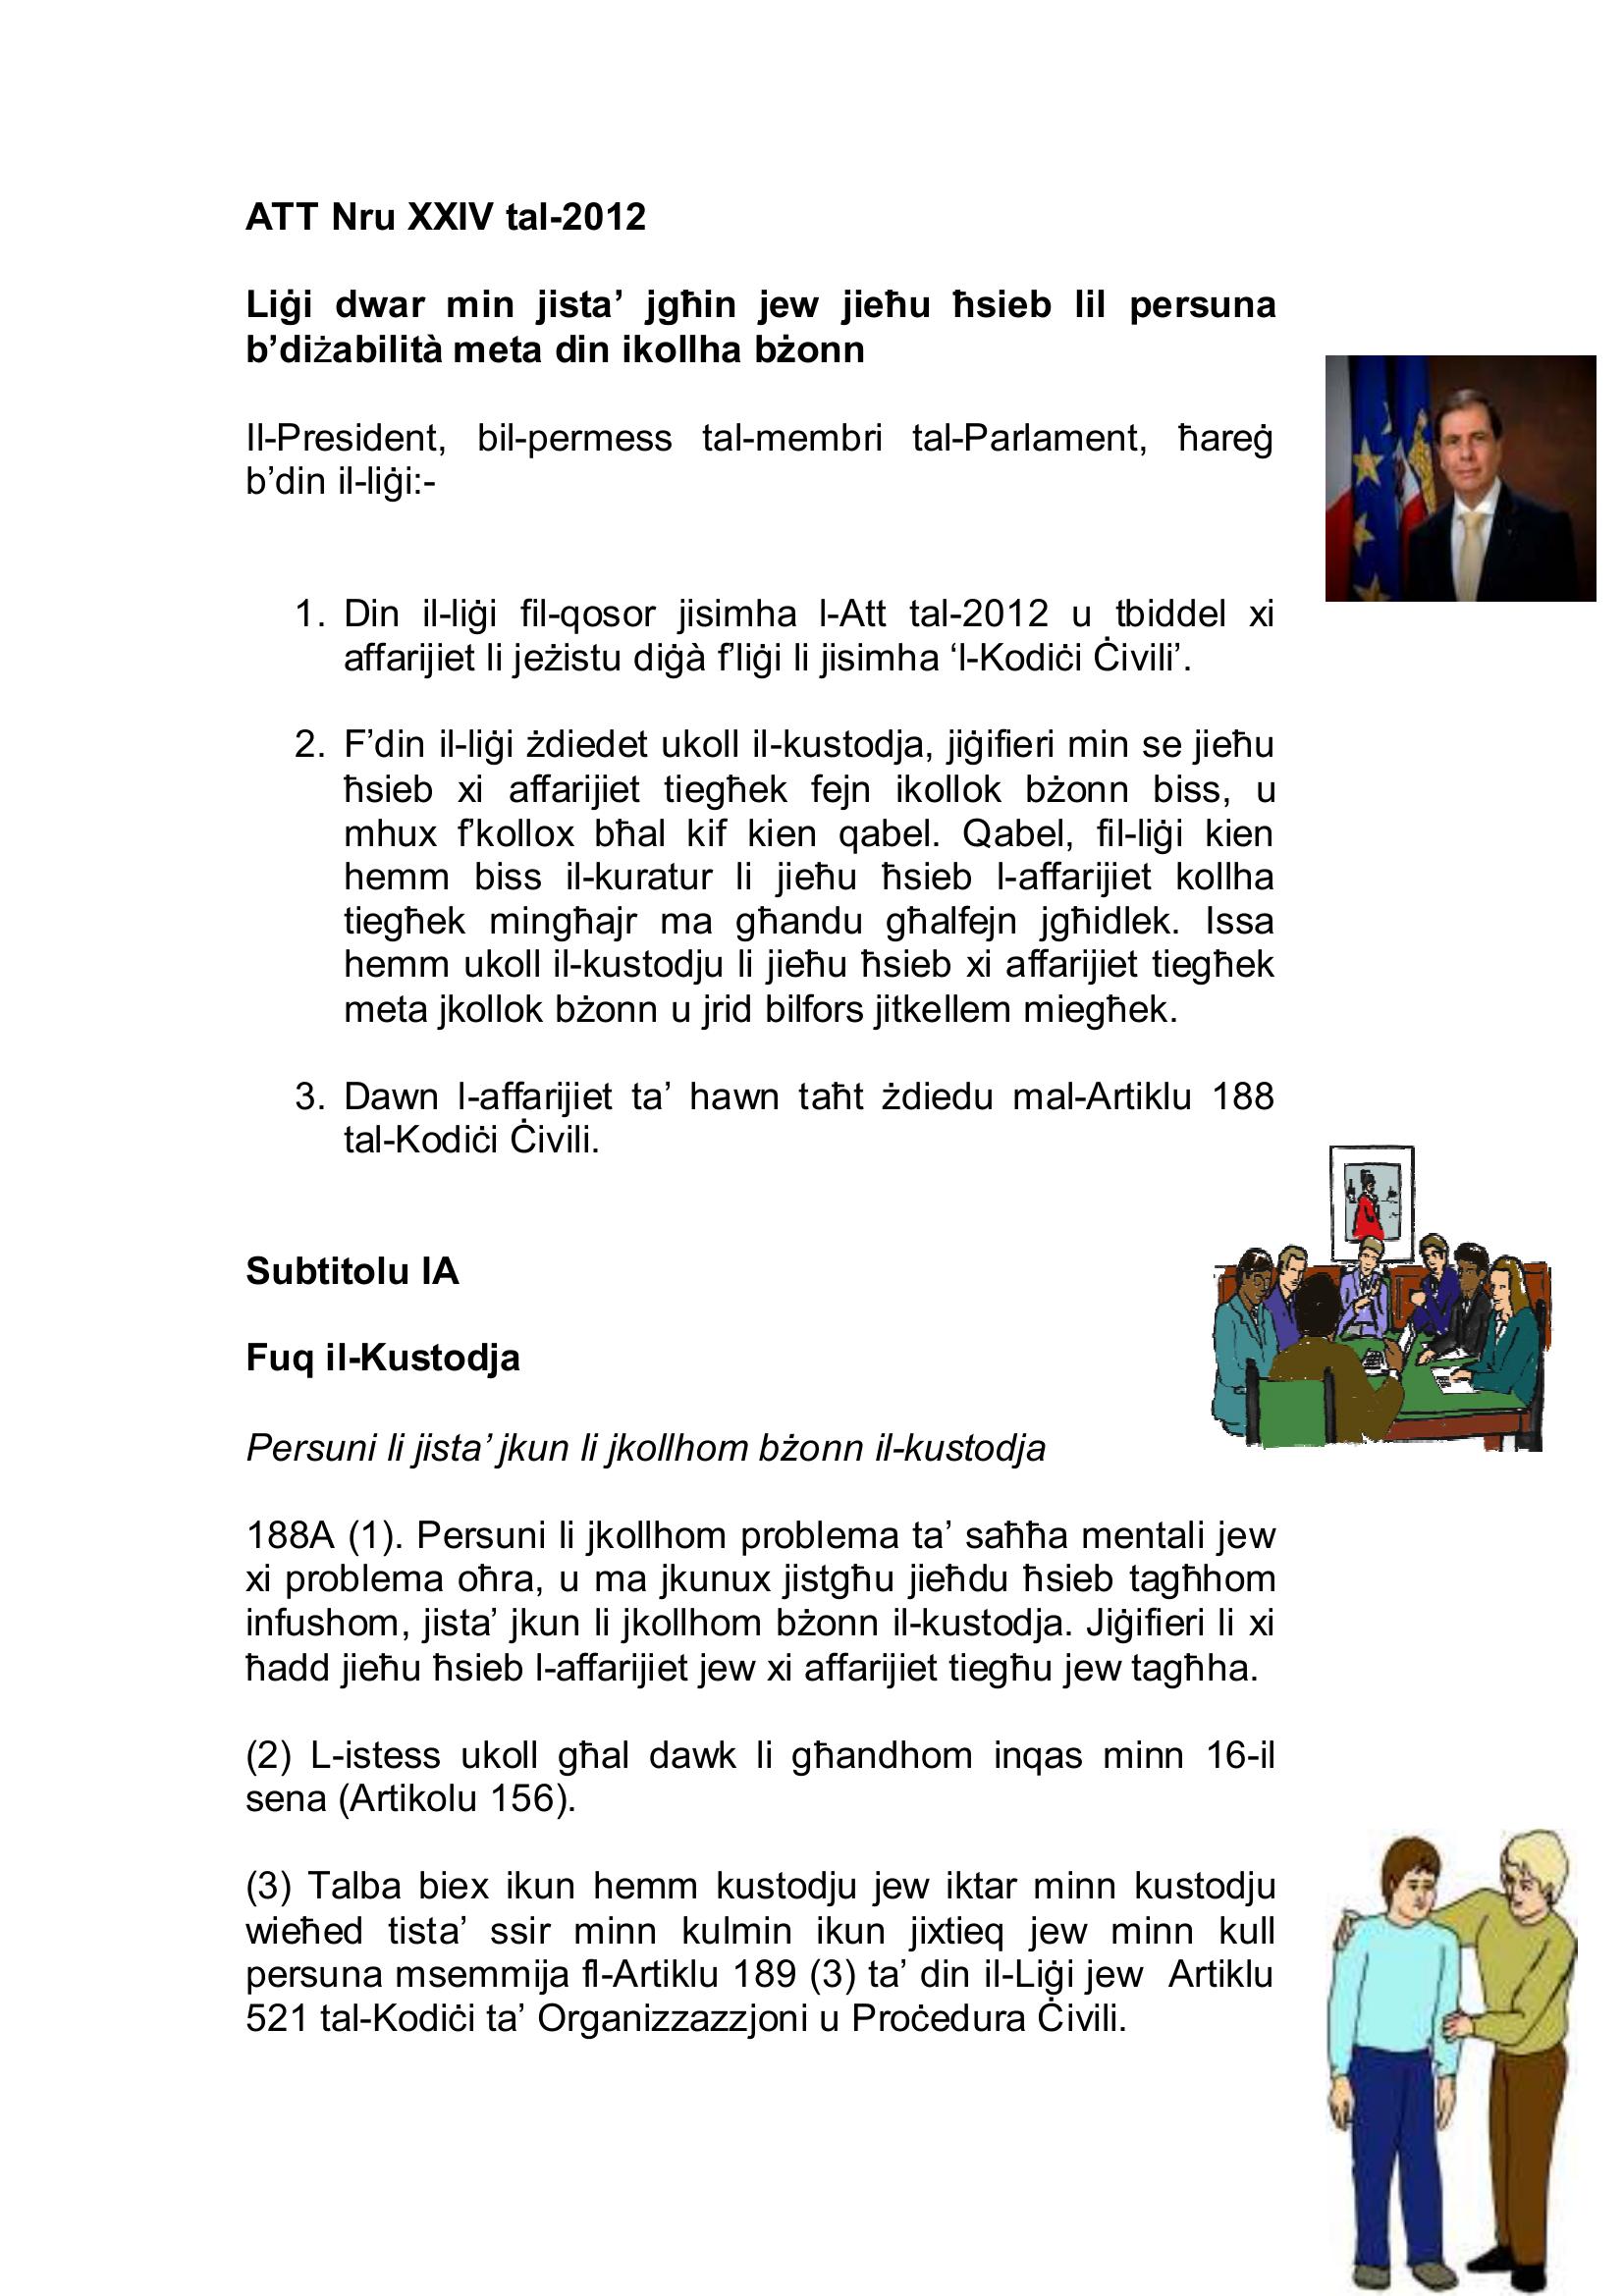 ATT Nru XXIV tal-2012
Liġi dwar min jista’ jgħin jew jieħu ħsieb lil persuna
b’diżabilità meta din ikollha bżonn
Il-President, bil-permess tal-membri tal-Parlament, ħareġ
b’din il-liġi:-
1. Din il-liġi fil-qosor jisimha l-Att tal-2012 u tbiddel xi
affarijiet li jeżistu diġà f’liġi li jisimha ‘l-Kodiċi Ċivili’.
2. F’din il-liġi żdiedet ukoll il-kustodja, jiġifieri min se jieħu
ħsieb xi affarijiet tiegħek fejn ikollok bżonn biss, u
mhux f’kollox bħal kif kien qabel. Qabel, fil-liġi kien
hemm biss il-kuratur li jieħu ħsieb l-affarijiet kollha
tiegħek mingħajr ma għandu għalfejn jgħidlek. Issa
hemm ukoll il-kustodju li jieħu ħsieb xi affarijiet tiegħek
meta jkollok bżonn u jrid bilfors jitkellem miegħek.
3. Dawn l-affarijiet ta’ hawn taħt żdiedu mal-Artiklu 188
tal-Kodiċi Ċivili.
Subtitolu IA
Fuq il-Kustodja
Persuni li jista’ jkun li jkollhom bżonn il-kustodja
188A (1). Persuni li jkollhom problema ta’ saħħa mentali jew
xi problema oħra, u ma jkunux jistgħu jieħdu ħsieb tagħhom
infushom, jista’ jkun li jkollhom bżonn il-kustodja. Jiġifieri li xi
ħadd jieħu ħsieb l-affarijiet jew xi affarijiet tiegħu jew tagħha.
(2) L-istess ukoll għal dawk li għandhom inqas minn 16-il
sena (Artikolu 156).
(3) Talba biex ikun hemm kustodju jew iktar minn kustodju
wieħed tista’ ssir minn kulmin ikun jixtieq jew minn kull
persuna msemmija fl-Artiklu 189 (3) ta’ din il-Liġi jew Artiklu
521 tal-Kodiċi ta’ Organizzazzjoni u Proċedura Ċivili.